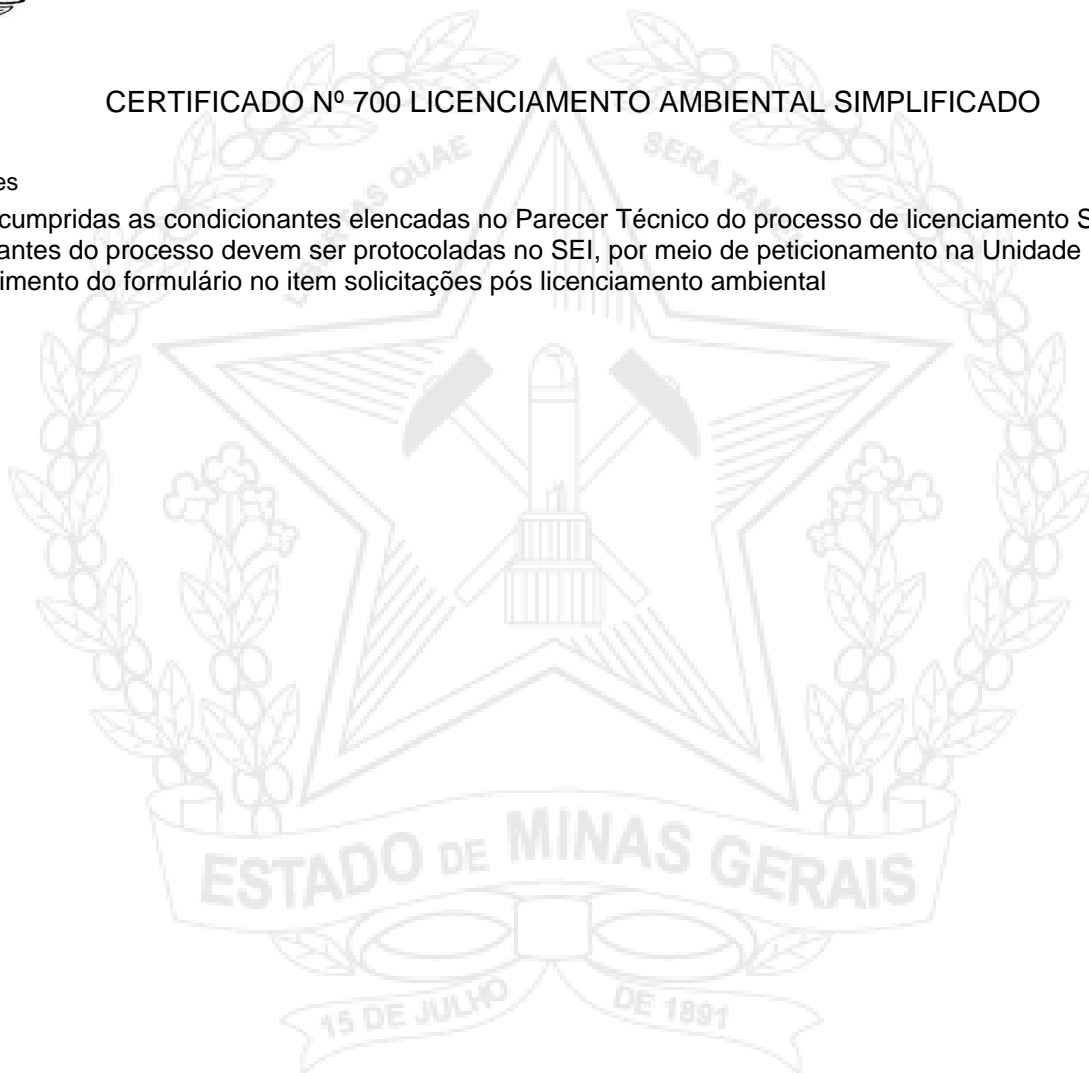 CERTIFICADO Nº 700 LICENCIAMENTO AMBIENTAL SIMPLIFICADO
es
cumpridas as condicionantes elencadas no Parecer Técnico do processo de licenciamento S
antes do processo devem ser protocoladas no SEI, por meio de peticionamento na Unidade
imento do formulário no item solicitações pós licenciamento ambiental
QUAE SERA TAMEN
ESTADO DE MINAS GERAIS
15 DE JULHO DE 1891